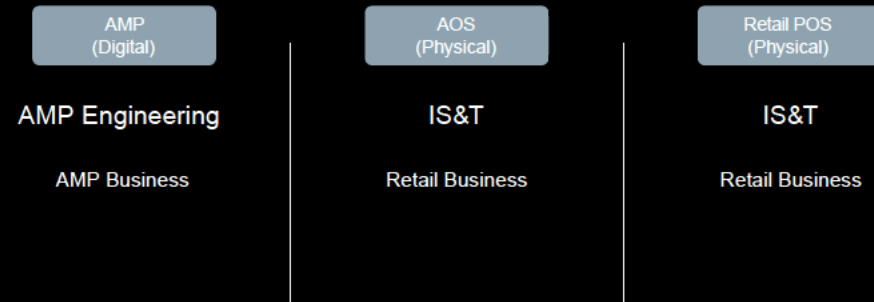 AMP
(Digital)
AMP Engineering
AMP Business
AOS
(Physical)
IS&T
Retail Business
Retail POS
(Physical)
IS&T
Retail Business